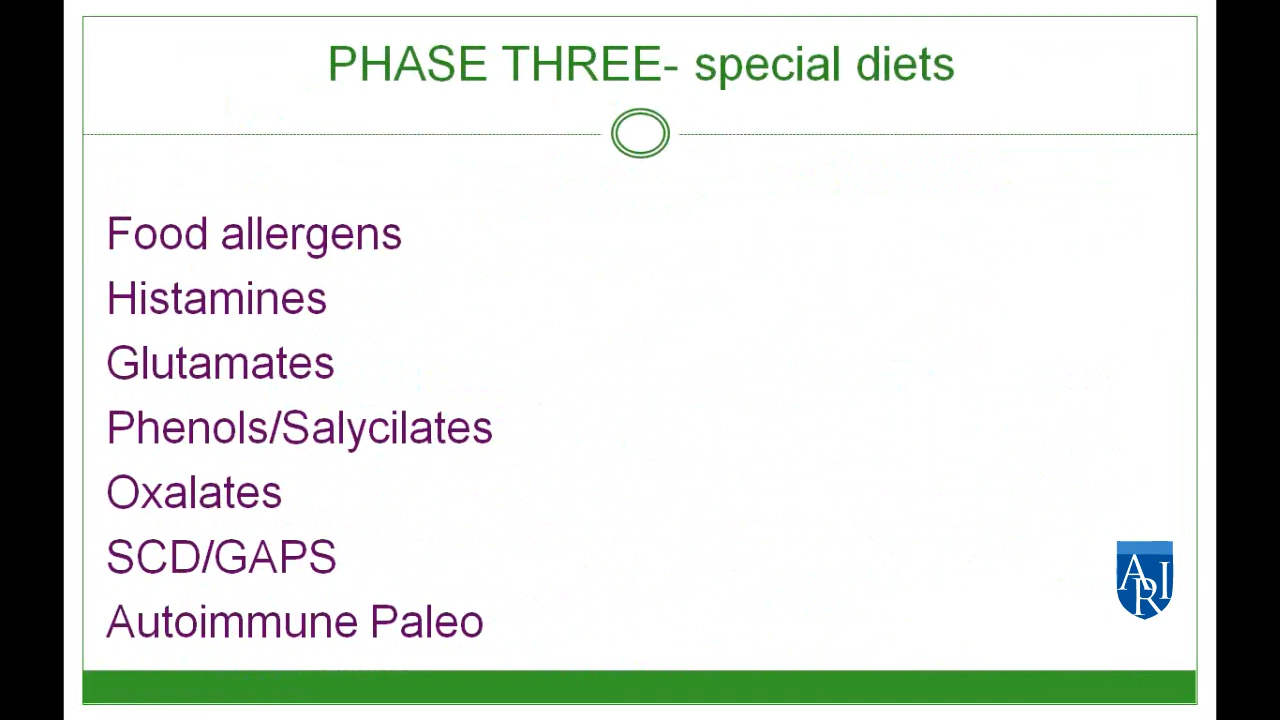 PHASE THREE- special diets
Food allergens
Histamines
Glutamates
Phenols/Salycilates
Oxalates
SCD/GAPS
Autoimmune Paleo
ARI